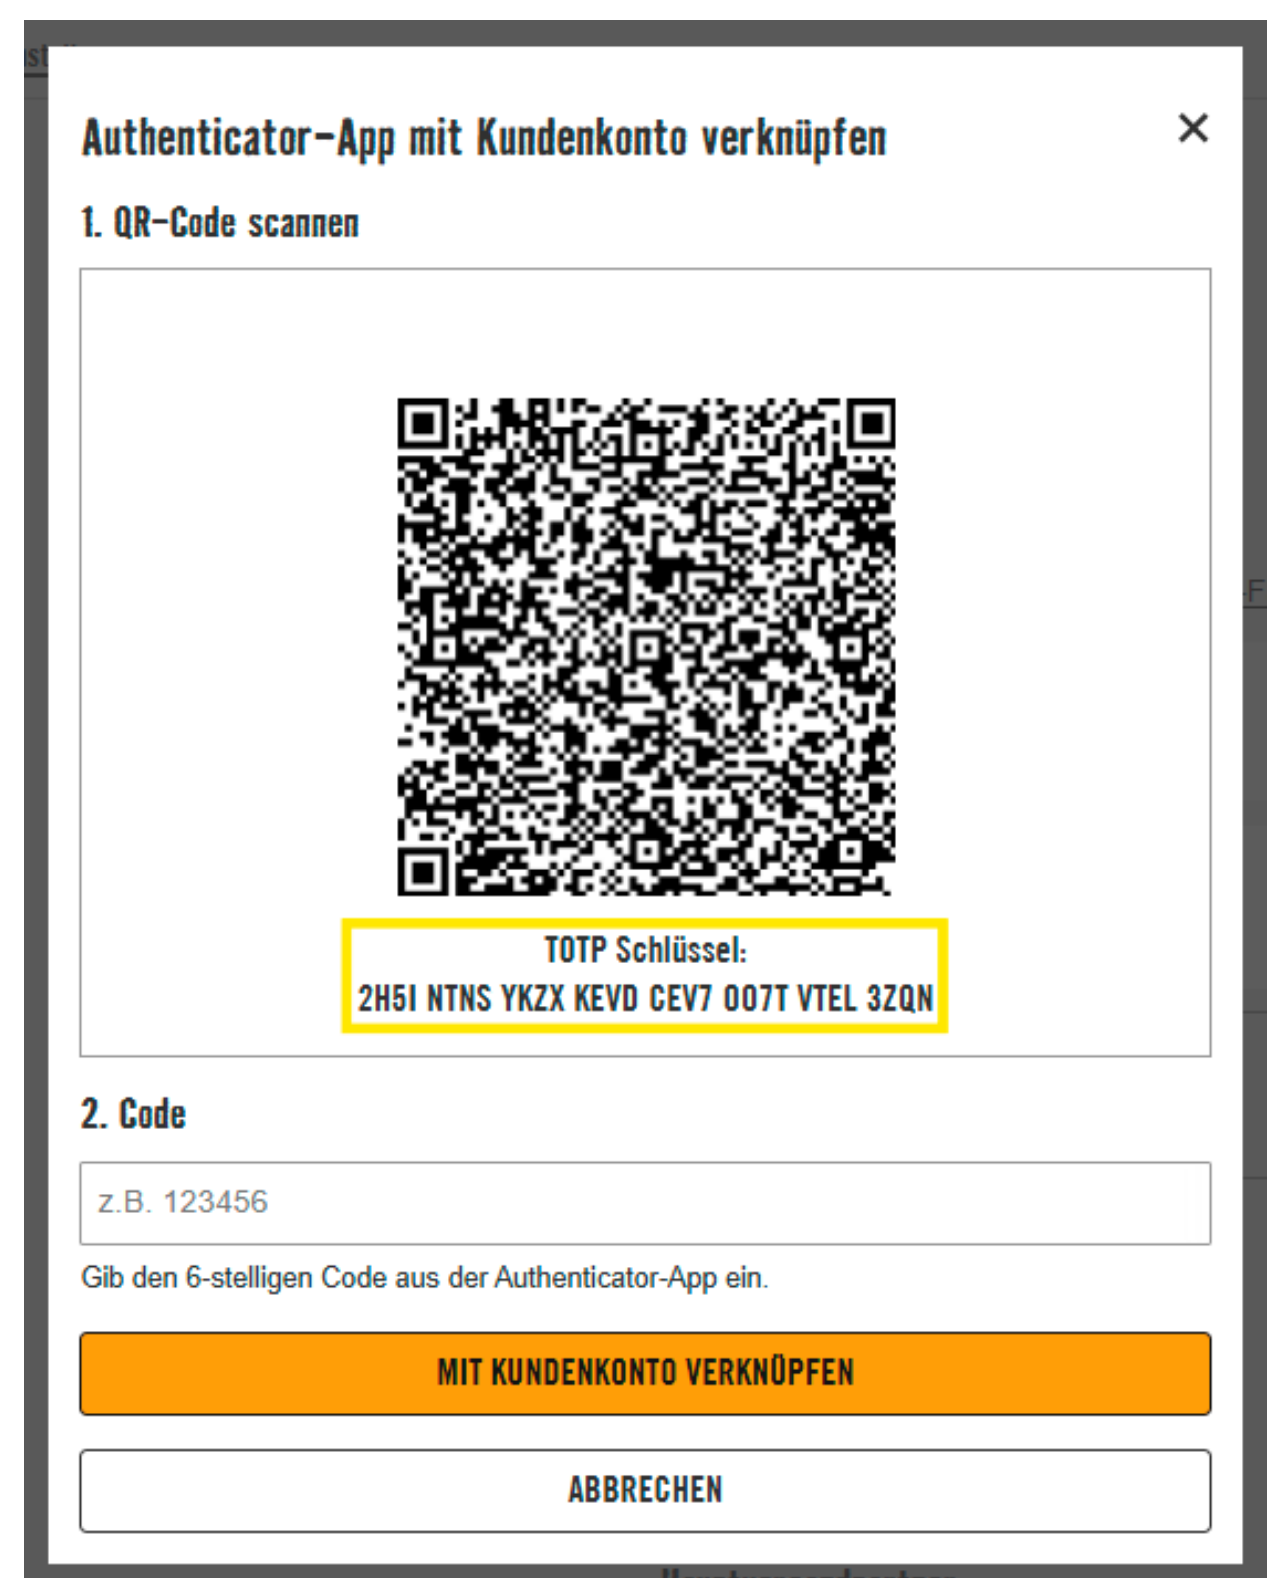 Authenticator-App mit Kundenkonto verknüpfen
1. QR-Code scannen
TOTP Schlüssel:
2H5I NTNS YKZX KEVD CEV7 OO7T VTEL 3ZQN
2. Code
z.B. 123456
Gib den 6-stelligen Code aus der Authenticator-App ein.
MIT KUNDENKONTO VERKNÜPFEN
ABBRECHEN